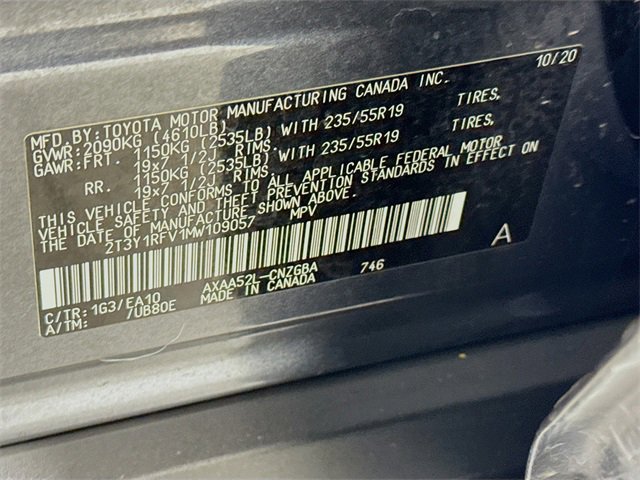 10/20
MFD. BY: TOYOTA MOTOR MANUFACTURING CANADA INC.
GVWR: 2090KG (4610LB)
GAWR: FRT. 1150KG (2535LB) WITH 235/55R19 TIRES,
19x7 1/2J RIMS.
RR. 1150KG (2535LB) WITH 235/55R19 TIRES,
19x7 1/2J RIMS.
THIS VEHICLE CONFORMS TO ALL APPLICABLE FEDERAL MOTOR
VEHICLE SAFETY AND THEFT PREVENTION STANDARDS IN EFFECT ON
THE DATE OF MANUFACTURE SHOWN ABOVE.
2T3Y1RFV1MW109057 MPV
A
C/TR: 1G3/EA10 AXAA52L-CNZGBA 746
A/TM: /UB80E MADE IN CANADA